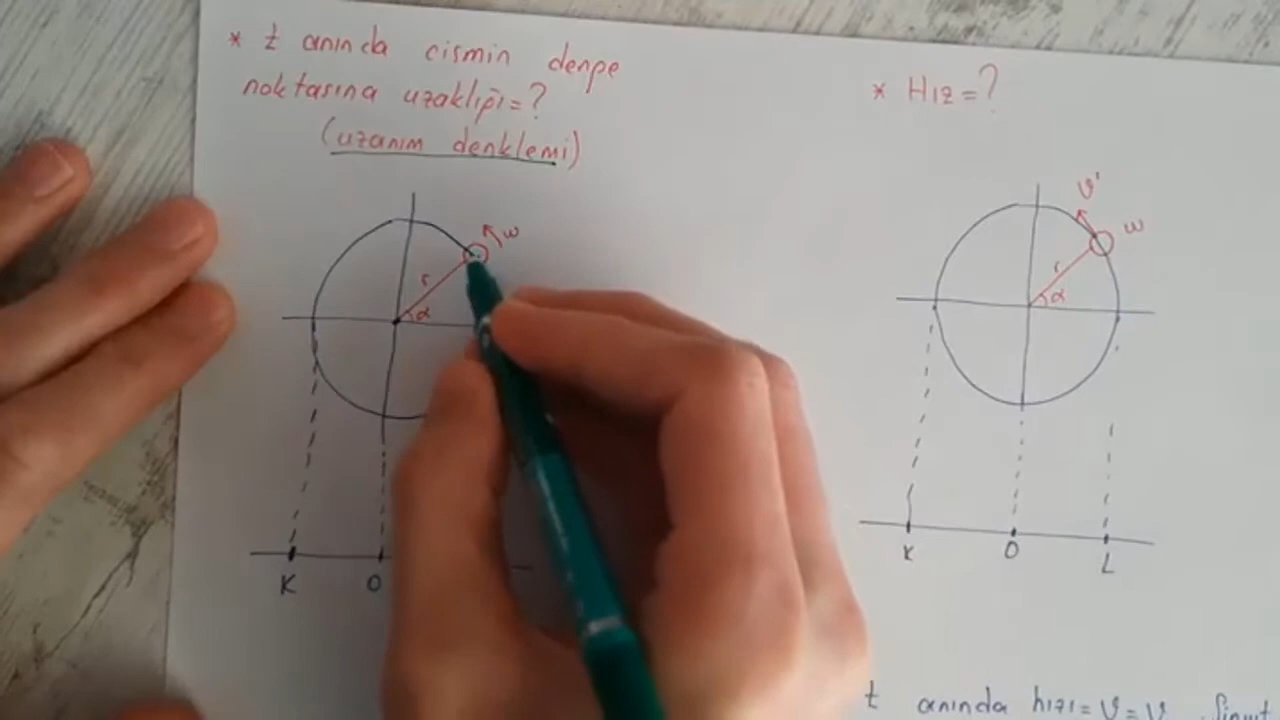 * t anında cismin denge
noktasına uzaklığı=?
(uzanım denklemi)
ω
r
α
K O
* Hız=?
ϑ'
ω
r
α
K O L
t anında hızı=ϑ=ϑ